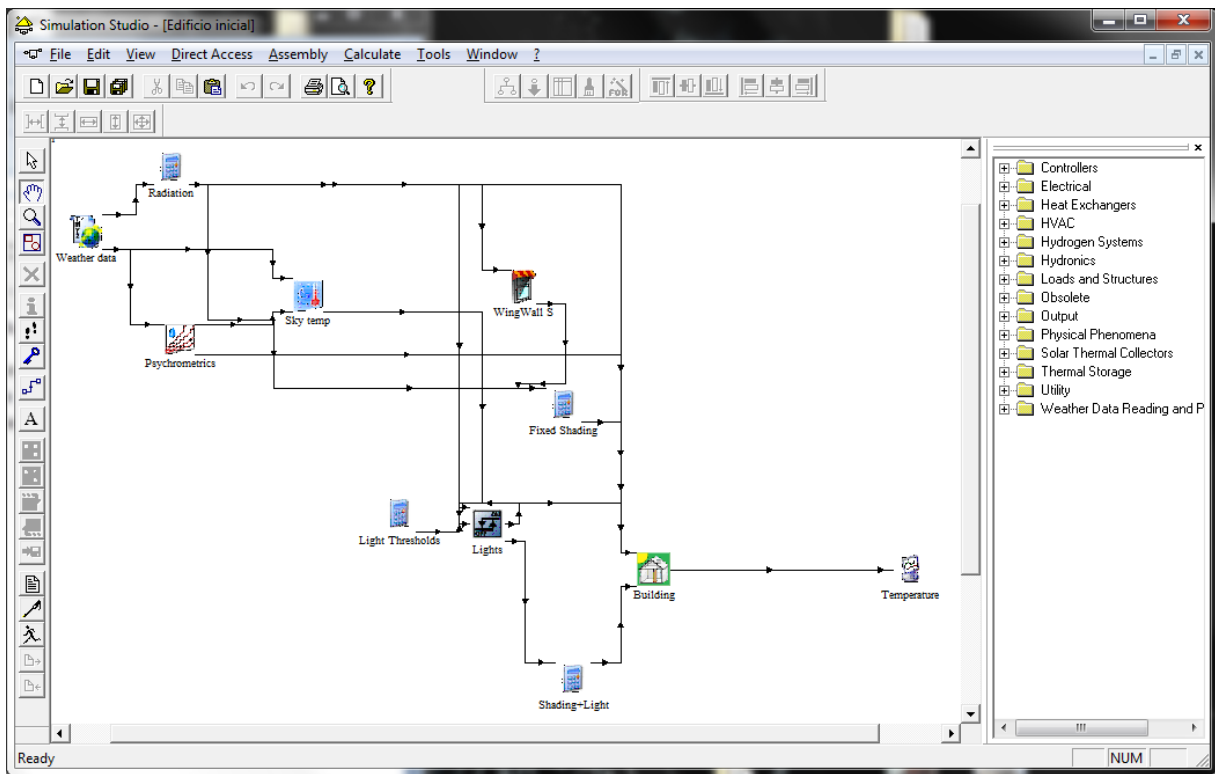 Simulation Studio - [Edificio inicial]
File Edit View Direct Access Assembly Calculate Tools Window ?
FOR
A
Radiation
Weather data
Sky temp
WingWall S
Psychrometrics
Fixed Shading
Light Thresholds
Lights
Building
Temperature
Shading+Light
Controllers
Electrical
Heat Exchangers
HVAC
Hydrogen Systems
Hydronics
Loads and Structures
Obsolete
Output
Physical Phenomena
Solar Thermal Collectors
Thermal Storage
Utility
Weather Data Reading and P
Ready
NUM